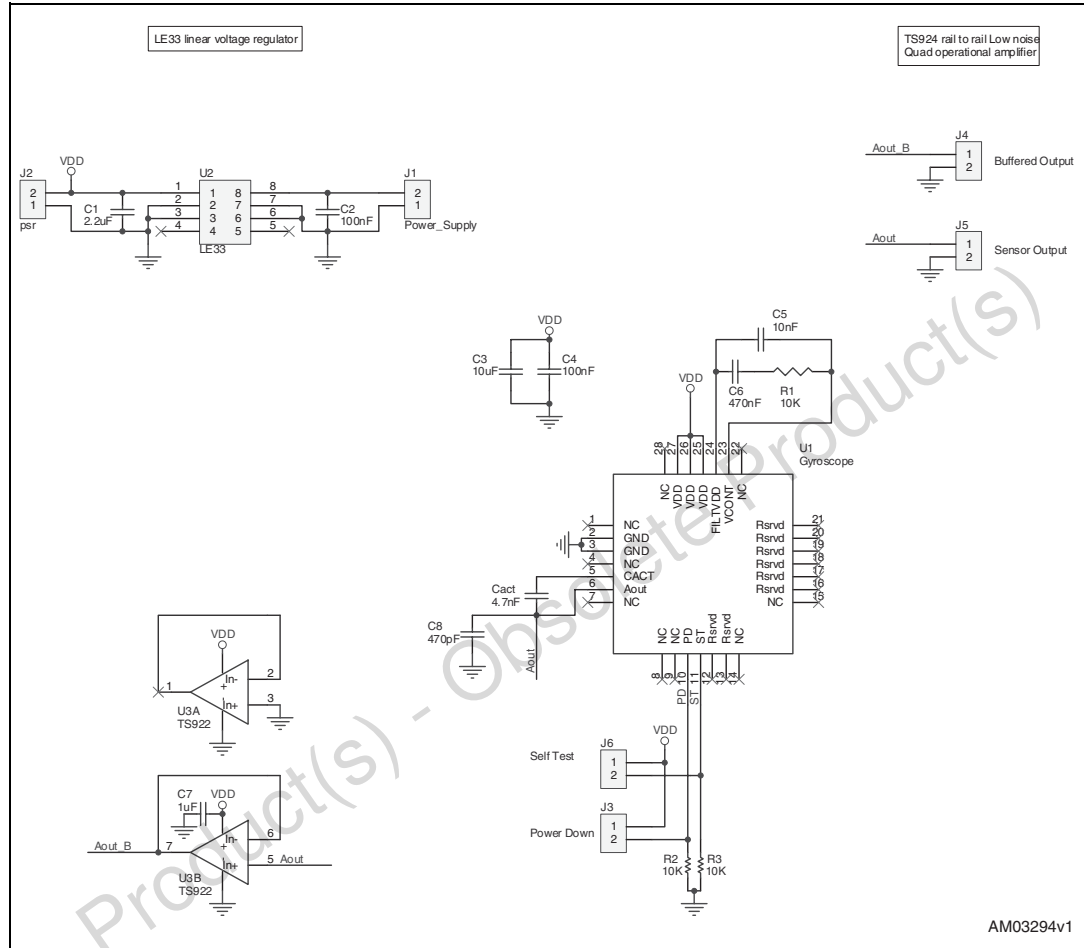 LE33 linear voltage regulator
TS924 rail to rail Low noise
Quad operational amplifier
J2
2
1
psr
VDD
C1
2.2uF
U2
1
2
3
4
1
2
3
4
8
7
6
5
8
7
6
5
LE33
C2
100nF
J1
2
1
Power_Supply
J4
Aout_B
1
2
Buffered Output
J5
Aout
1
2
Sensor Output
VDD
C3
10uF
C4
100nF
VDD
C5
10nF
C6
470nF
R1
10K
U1
Gyroscope
28
27
26
25
24
23
22
NC
VDD
VDD
VDD
FILTVDD
VCONT
NC
1
2
3
4
5
6
7
NC
GND
GND
NC
CACT
Aout
NC
Rsrvd
Rsrvd
Rsrvd
Rsrvd
Rsrvd
Rsrvd
NC
21
20
19
18
17
16
15
NC
NC
PD
ST
Rsrvd
Rsrvd
NC
8
9
10
11
12
13
14
PD
ST
Cact
4.7nF
C8
470pF
Aout
VDD
In-
+
In+
1
2
3
U3A
TS922
C7
1uF
VDD
In-
+
In+
Aout_B
7
6
5
Aout
U3B
TS922
Self Test
J6
1
2
VDD
Power Down
J3
1
2
R2
10K
R3
10K
Product(s) - Obsolete Product(s)
AM03294v1